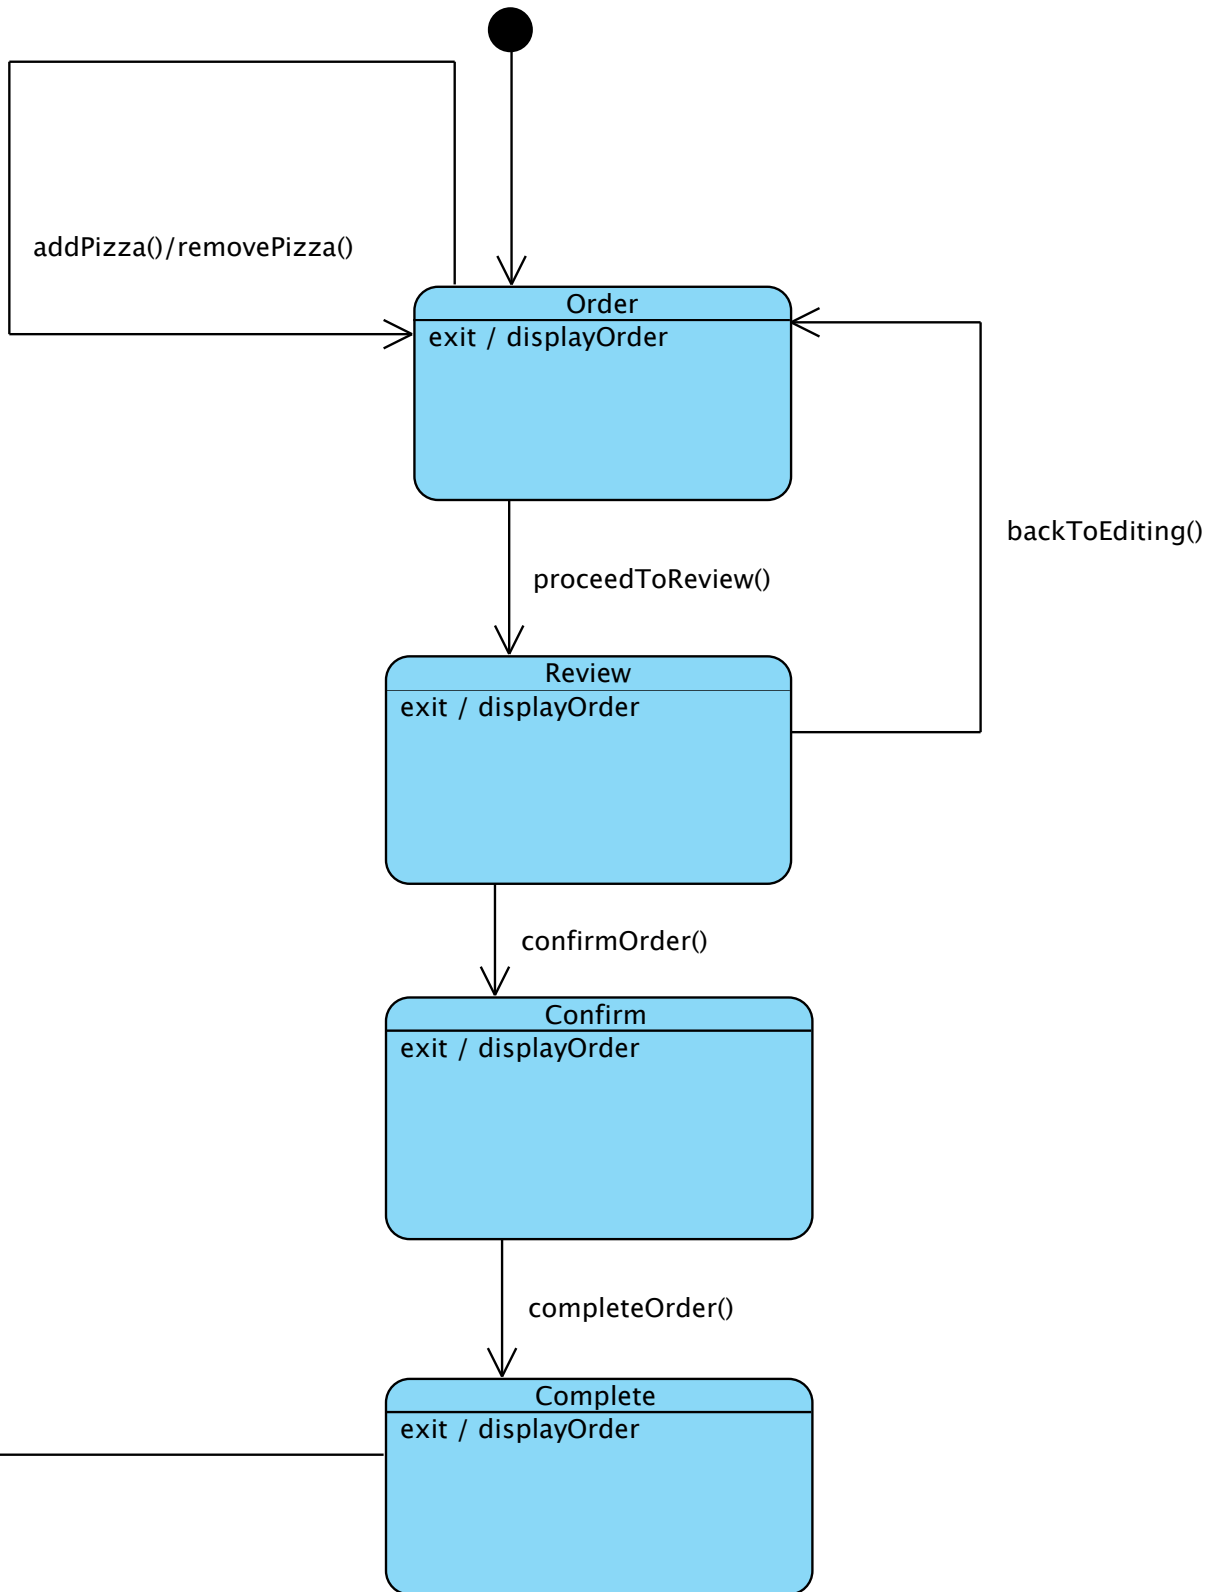 addPizza()/removePizza()
Order
exit / displayOrder
backToEditing()
proceedToReview()
Review
exit / displayOrder
confirmOrder()
Confirm
exit / displayOrder
completeOrder()
Complete
exit / displayOrder